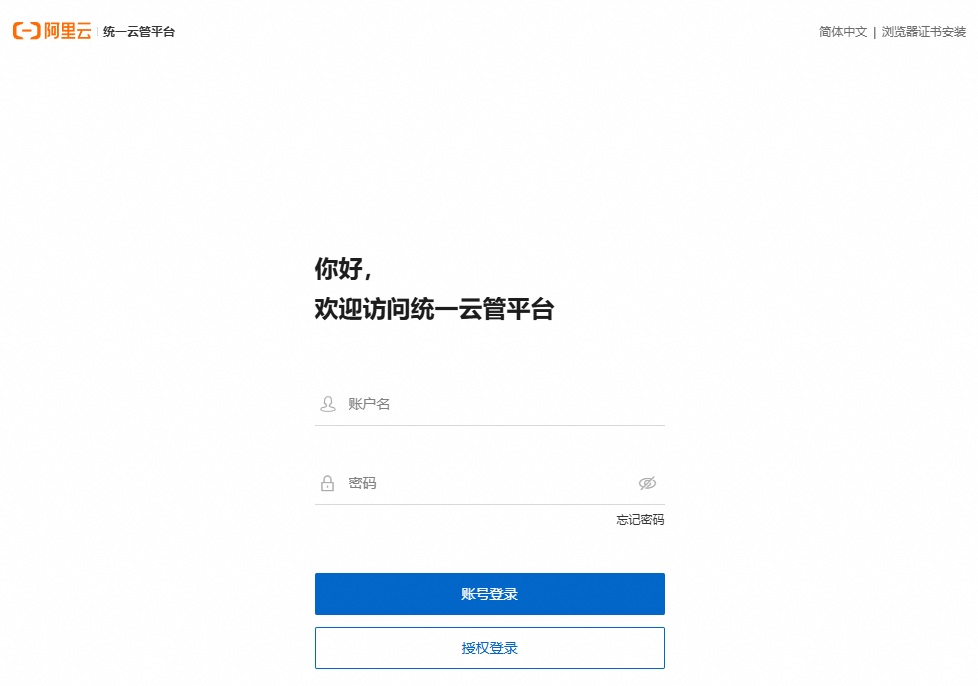 阿里云 | 统一云管平台
简体中文 | 浏览器证书安装
你好，
欢迎访问统一云管平台
账户名
密码
忘记密码
账号登录
授权登录